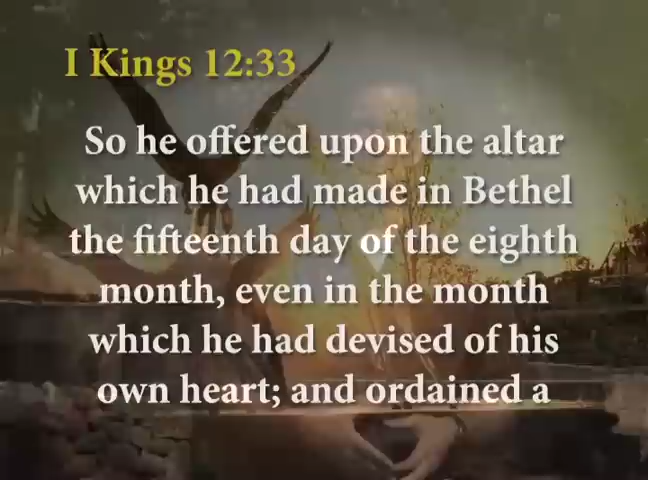 I Kings 12:33
So he offered upon the altar
which he had made in Bethel
the fifteenth day of the eighth
month, even in the month
which he had devised of his
own heart; and ordained a